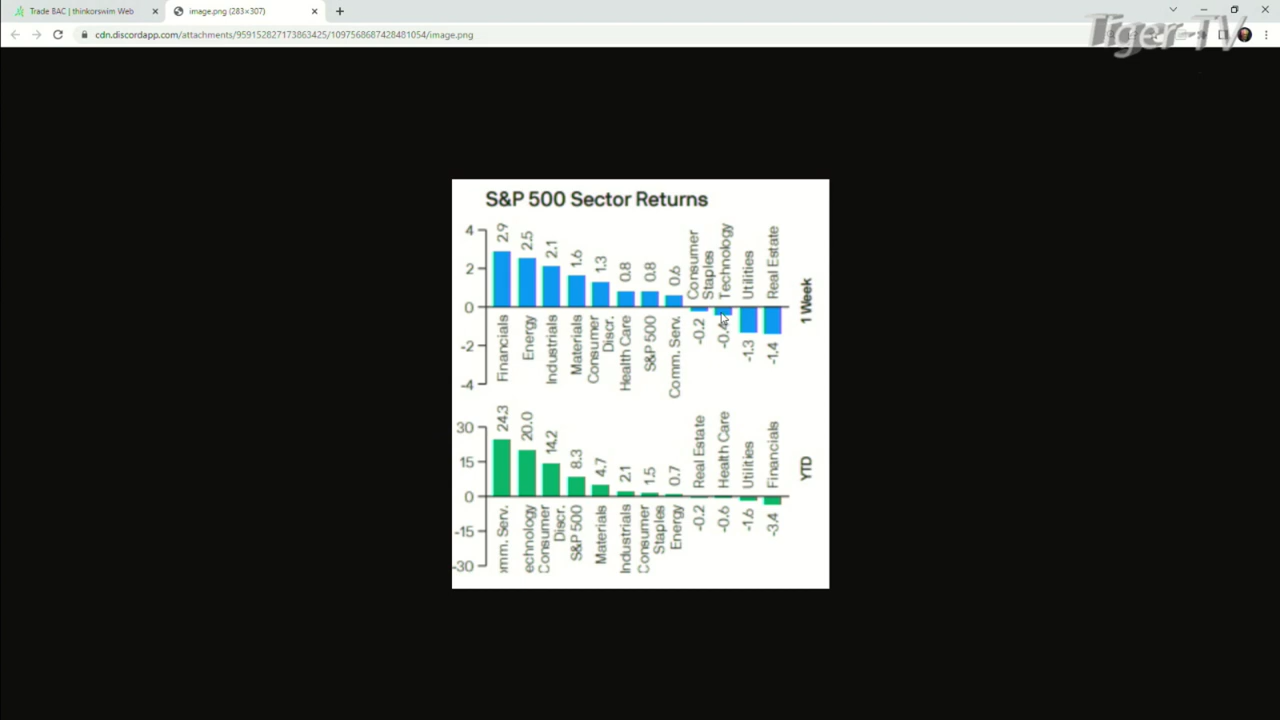 Trade BAC | thinkorswim Web
image.png (283×307)
Tiger-TV
cdn.discordapp.com/attachments/959152827173863425/1097568687428481054/image.png
S&P 500 Sector Returns
4
2
0
-2
-4
2.9
2.5
2.1
1.6
1.3
0.8
0.8
0.6
Consumer
Staples
Technology
Utilities
Real Estate
Financials
Energy
Industrials
Materials
Consumer
Discr.
Health Care
S&P 500
Comm. Serv.
-0.2
-0.4
-1.3
-1.4
1 Week
30
15
0
-15
-30
24.3
20.0
14.2
8.3
4.7
2.1
1.5
0.7
Real Estate
Health Care
Utilities
Financials
omm. Serv.
echnology
Consumer
Discr.
S&P 500
Materials
Industrials
Consumer
Staples
Energy
-0.2
-0.6
-1.6
-3.4
YTD